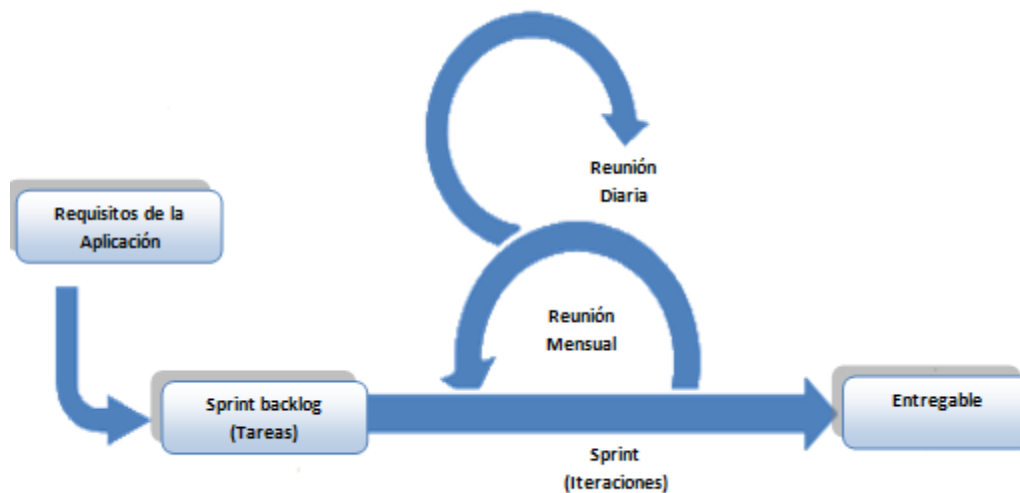 Reunión
Diaria
Requisitos de la
Aplicación
Reunión
Mensual
Sprint backlog
(Tareas)
Entregable
Sprint
(Iteraciones)